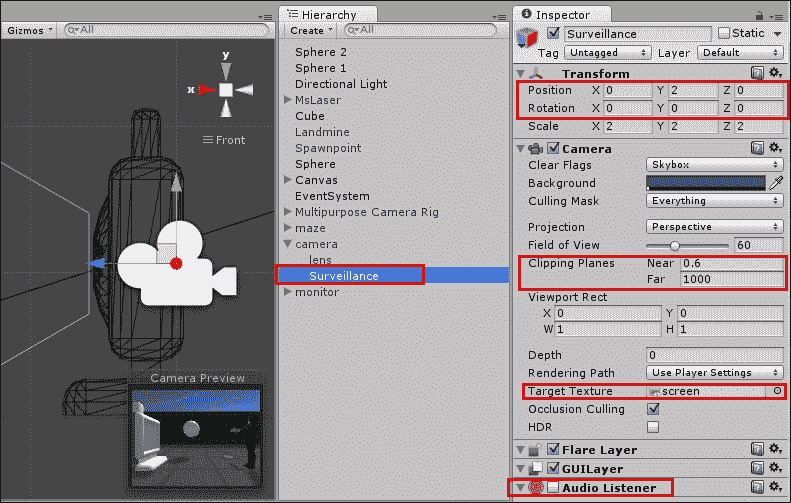 Gizmos All
y
x
Front
Camera Preview
Hierarchy
Create All
Sphere 2
Sphere 1
Directional Light
MsLaser
Cube
Landmine
Spawnpoint
Sphere
Canvas
EventSystem
Multipurpose Camera Rig
maze
camera
lens
Surveillance
monitor
Inspector
Surveillance Static
Tag Untagged Layer Default
Transform
Position X 0 Y 2 Z 0
Rotation X 0 Y 0 Z 0
Scale X 2 Y 2 Z 2
Camera
Clear Flags Skybox
Background
Culling Mask Everything
Projection Perspective
Field of View 60
Clipping Planes Near 0.6
Far 1000
Viewport Rect
X 0 Y 0
W 1 H 1
Depth 0
Rendering Path Use Player Settings
Target Texture screen
Occlusion Culling
HDR
Flare Layer
GUILayer
Audio Listener